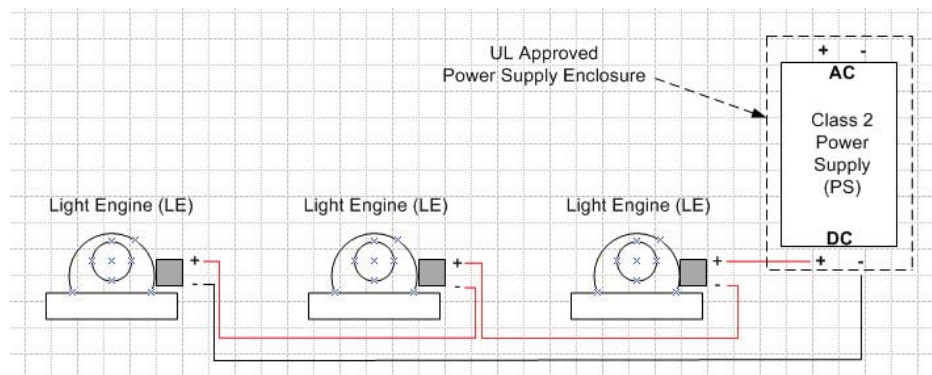 UL Approved
Power Supply Enclosure
+ -
AC
Class 2
Power
Supply
(PS)
DC
+ -
Light Engine (LE)
Light Engine (LE)
Light Engine (LE)
+
-
+
-
+
-